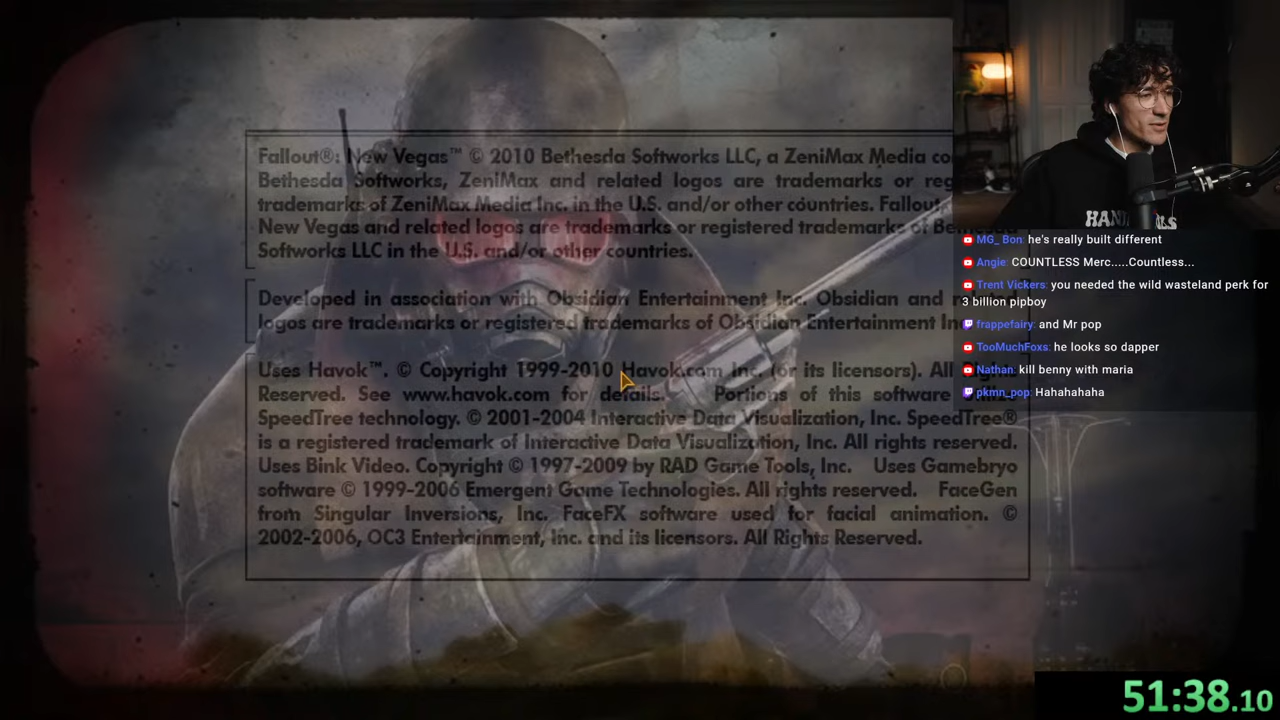 Fallout®: New Vegas™ © 2010 Bethesda Softworks LLC, a ZeniMax Media co
Bethesda Softworks, ZeniMax and related logos are trademarks or reg
trademarks of ZeniMax Media Inc. in the U.S. and/or other countries. Fallout
New Vegas and related logos are trademarks or registered trademarks of Bethesda
Softworks LLC in the U.S. and/or other countries.
Developed in association with Obsidian Entertainment Inc. Obsidian and
logos are trademarks or registered trademarks of Obsidian Entertainment In
Uses Havok™. © Copyright 1999-2010 Havok.com Inc. (or its licensors). All Rights
Reserved. See www.havok.com for details. Portions of this software
SpeedTree technology. © 2001-2004 Interactive Data Visualization, Inc. SpeedTree®
is a registered trademark of Interactive Data Visualization, Inc. All rights reserved.
Uses Bink Video. Copyright © 1997-2009 by RAD Game Tools, Inc. Uses Gamebryo
software © 1999-2006 Emergent Game Technologies. All rights reserved. FaceGen
from Singular Inversions, Inc. FaceFX software used for facial animation. ©
2002-2006, OC3 Entertainment, Inc. and its licensors. All Rights Reserved.
MG_ Bon: he's really built different
Angie: COUNTLESS Merc.....Countless...
Trent Vickers: you needed the wild wasteland perk for
3 billion pipboy
frappefairy: and Mr pop
TooMuchFoxs: he looks so dapper
Nathan: kill benny with maria
pkmn_pop: Hahahahaha
51:38.10